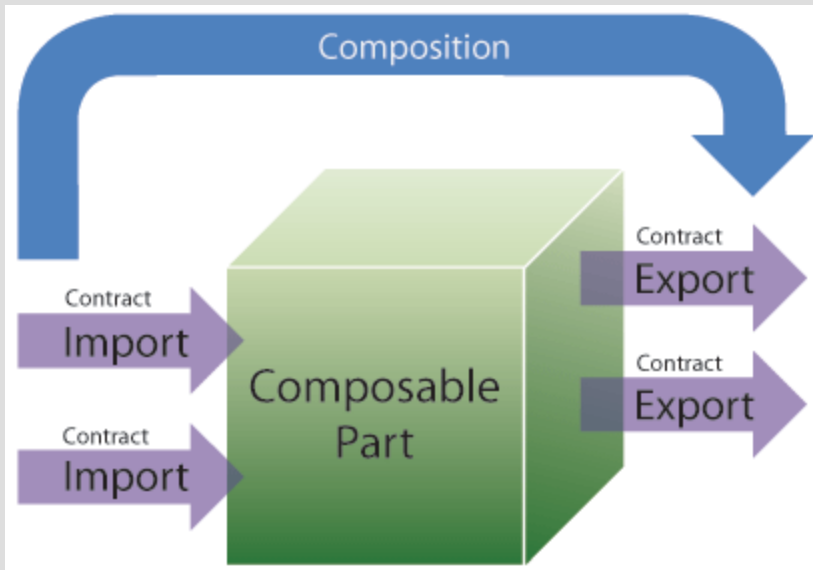 Composition
Contract
Import
Contract
Import
Composable
Part
Contract
Export
Contract
Export